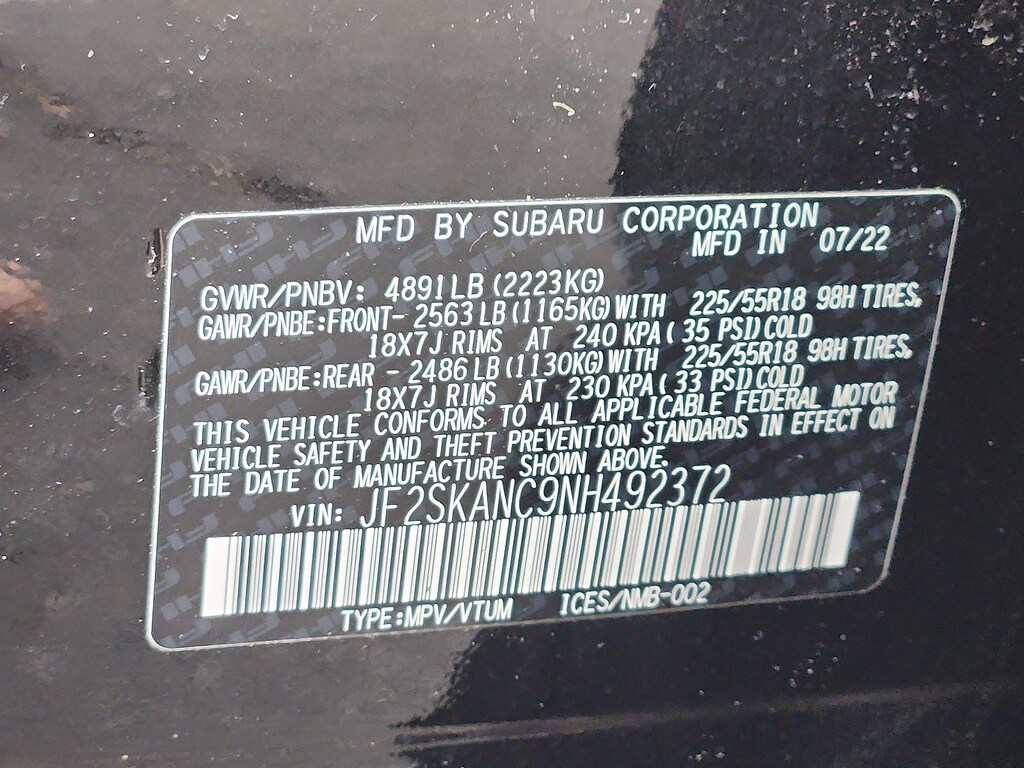 MFD BY SUBARU CORPORATION
MFD IN 07/22
GVWR/PNBV: 4891LB (2223KG)
GAWR/PNBE:FRONT- 2563 LB (1165KG) WITH 225/55R18 98H TIRES,
18X7J RIMS AT 240 KPA ( 35 PSI) COLD
GAWR/PNBE:REAR - 2486 LB (1130KG) WITH 225/55R18 98H TIRES,
18X7J RIMS AT 230 KPA ( 33 PSI) COLD
THIS VEHICLE CONFORMS TO ALL APPLICABLE FEDERAL MOTOR
VEHICLE SAFETY AND THEFT PREVENTION STANDARDS IN EFFECT ON
THE DATE OF MANUFACTURE SHOWN ABOVE.
VIN: JF2SKANC9NH492372
TYPE:MPV/VTUM ICES/NMB-002